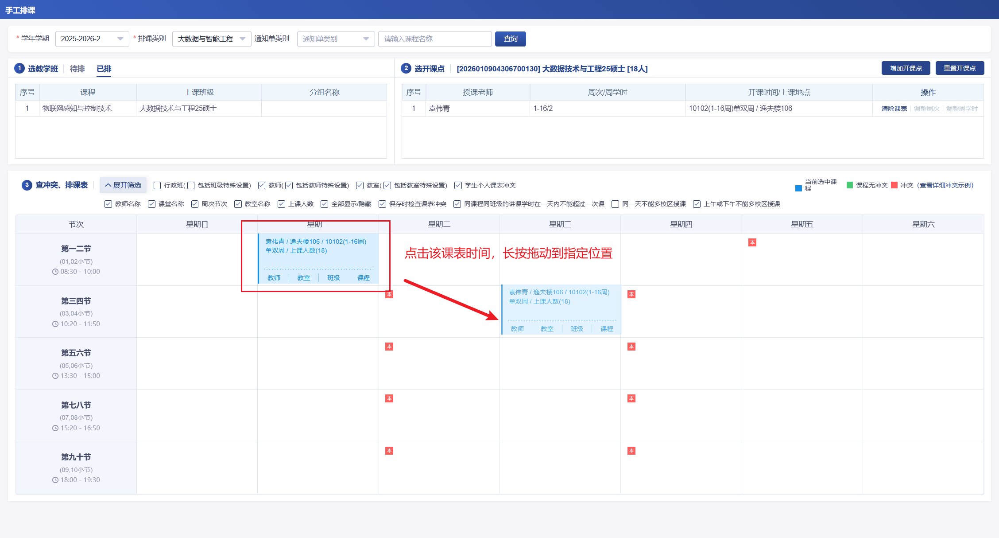 手工排课
* 学年学期 2025-2026-2 * 排课类别 大数据与智能工程 通知单类别 通知单类别 请输入课程名称 查询
1 选教学班 待排 已排
2 选开课点 [2026010904306700130] 大数据技术与工程25硕士 [18人] 增加开课点 重置开课点
序号 课程 上课班级 分组名称
1 物联网感知与控制技术 大数据技术与工程25硕士
序号 授课老师 周次/周学时 开课时间/上课地点 操作
1 袁伟青 1-16/2 10102(1-16周)单双周 / 逸夫楼106 清除课表 调整周次 调整周学时
3 查冲突、排课表 展开筛选 行政班( 包括班级特殊设置) 教师( 包括教师特殊设置) 教室( 包括教室特殊设置) 学生个人课表冲突
当前选中课
程
课程无冲突 冲突 (查看详细冲突示例)
教师名称 课堂名称 周次节次 教室名称 上课人数 全部显示/隐藏 保存时检查课表冲突 同课程同班级的讲课学时在一天内不能超过一次课 同一天不能多校区授课 上午或下午不能多校区授课
节次 星期日 星期一 星期二 星期三 星期四 星期五 星期六
第一二节
(01,02小节)
08:30 - 10:00
袁伟青 / 逸夫楼106 / 10102(1-16周)
单双周 / 上课人数(18)
教师 教室 班级 课程
点击该课表时间，长按拖动到指定位置
本
第三四节
(03,04小节)
10:20 - 11:50
本
袁伟青 / 逸夫楼106 / 10102(1-16周)
单双周 / 上课人数(18)
教师 教室 班级 课程
本
第五六节
(05,06小节)
13:30 - 15:00
本
本
第七八节
(07,08小节)
15:20 - 16:50
本
本
第九十节
(09,10小节)
18:00 - 19:30
本
本